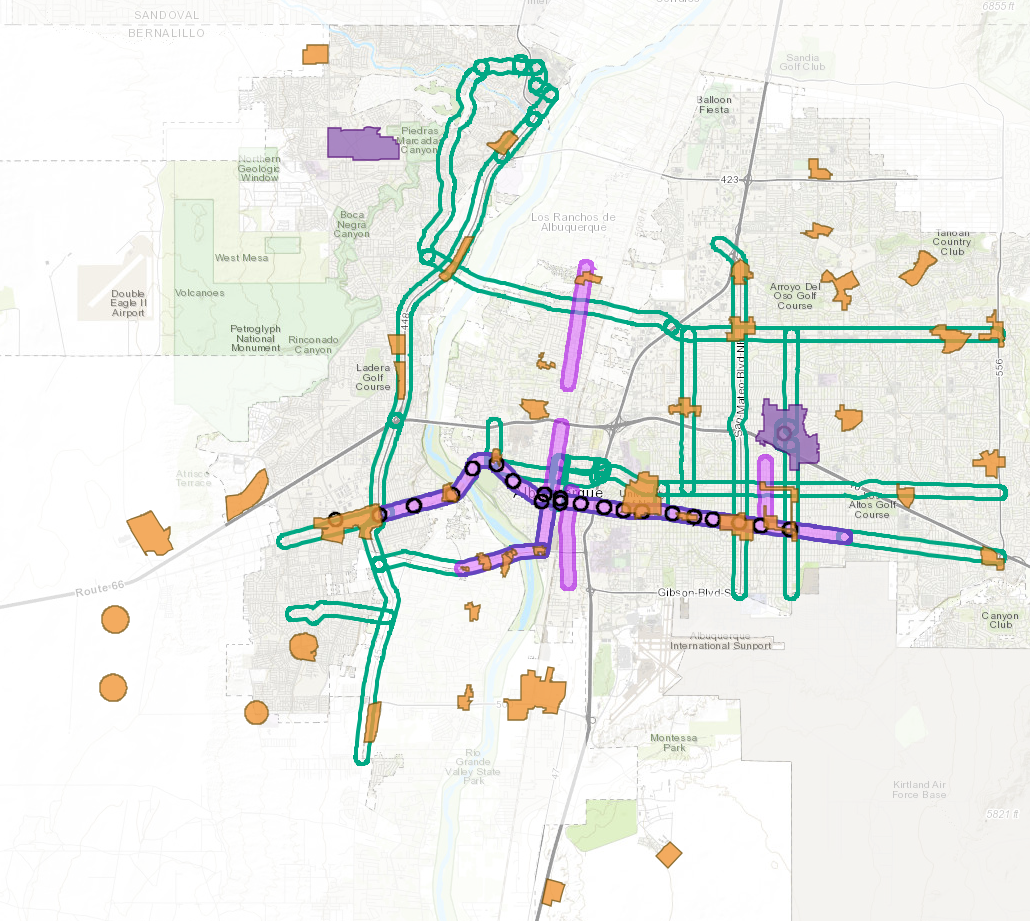 SANDOVAL
BERNALILLO
6855 ft
Sandia
Golf Club
Balloon
Fiesta
Piedras
Marcadas
Canyon
Northern
Geologic
Window
423
Boca
Negra
Canyon
Los Ranchos de
Albuquerque
Tanoan
Country
Club
West Mesa
Double
Eagle II
Airport
Volcanoes
Arroyo Del
Oso Golf
Course
Petroglyph
National
Monument
Rinconado
Canyon
448
San Mateo Blvd NE
556
Ladera
Golf
Course
Atrisco
Terrace
Los
Altos Golf
Course
Route 66
Gibson Blvd SE
Canyon
Club
Albuquerque
International Sunport
Montessa
Park
Rio
Grande
Valley State
Park
47
Kirtland Air
Force Base
5821 ft